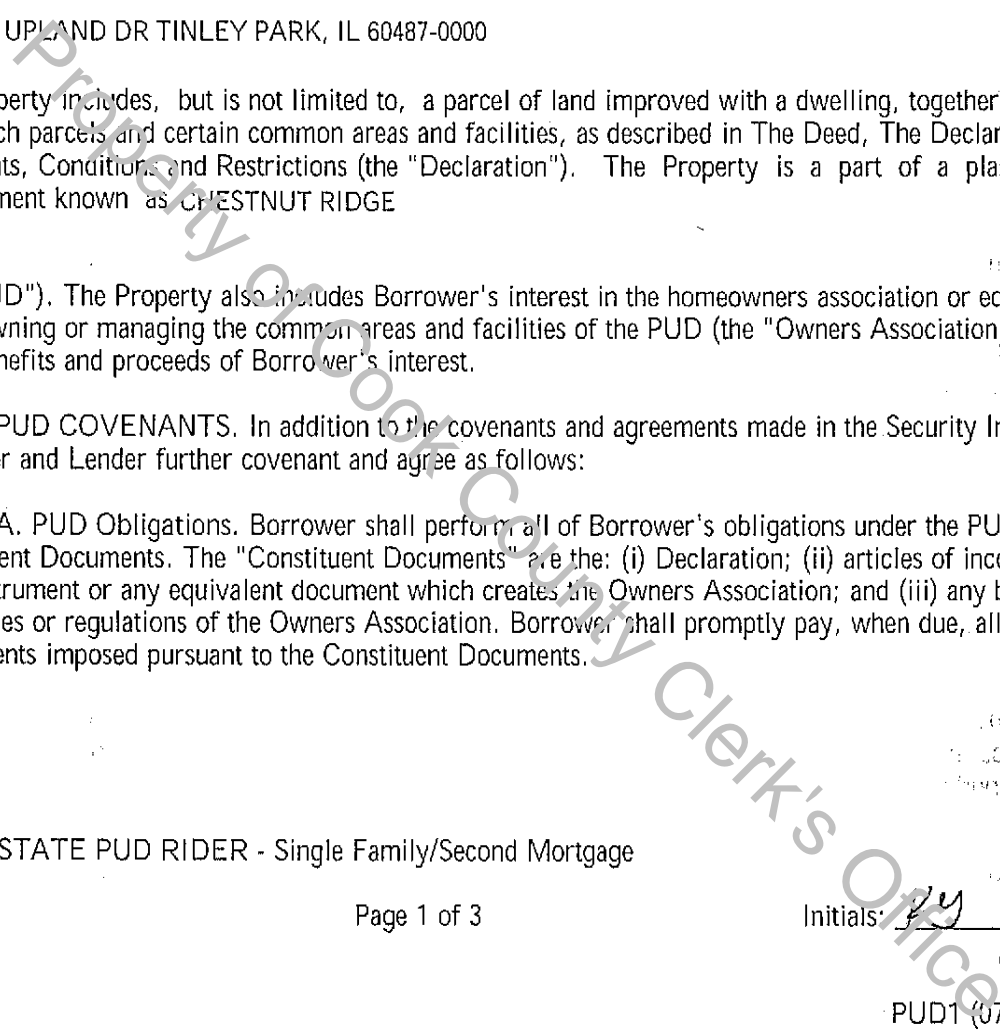 UPLAND DR TINLEY PARK, IL 60487-0000
perty includes, but is not limited to, a parcel of land improved with a dwelling, together
ch parcels and certain common areas and facilities, as described in The Deed, The Declar
ts, Conditions and Restrictions (the "Declaration"). The Property is a part of a pla
ment known as CHESTNUT RIDGE
D"). The Property also includes Borrower's interest in the homeowners association or eq
wning or managing the common areas and facilities of the PUD (the "Owners Association
nefits and proceeds of Borrower's interest.
PUD COVENANTS. In addition to the covenants and agreements made in the Security In
r and Lender further covenant and agree as follows:
A. PUD Obligations. Borrower shall perform all of Borrower's obligations under the PU
ent Documents. The "Constituent Documents" are the: (i) Declaration; (ii) articles of inco
trument or any equivalent document which creates the Owners Association; and (iii) any b
es or regulations of the Owners Association. Borrower shall promptly pay, when due, all
ents imposed pursuant to the Constituent Documents.
STATE PUD RIDER - Single Family/Second Mortgage
Page 1 of 3
Initials:
PUD1 (07
Property of Cook County Clerk's Office